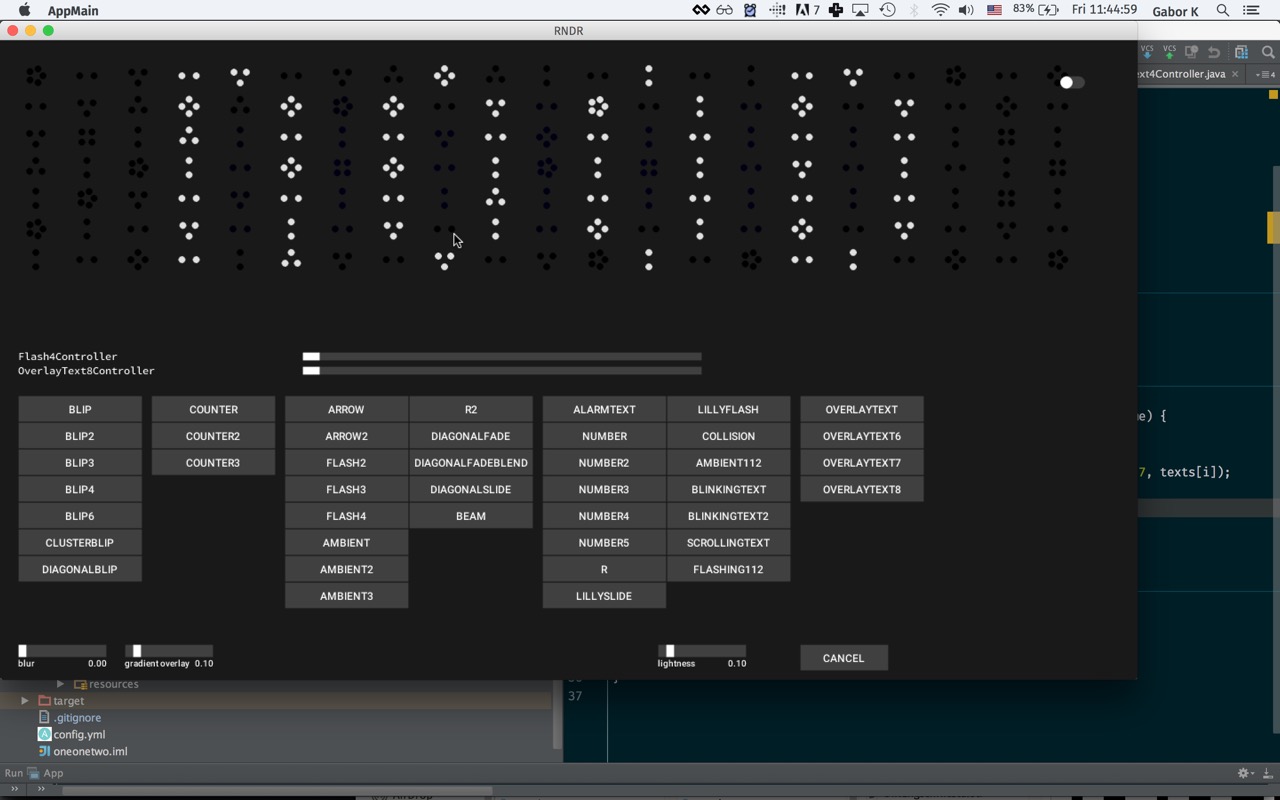 AppMain
7
83%
Fri 11:44:59
Gabor K
RNDR
VCS
VCS
ext4Controller.java
4
Flash4Controller
OverlayText8Controller
BLIP
COUNTER
ARROW
R2
ALARMTEXT
LILLYFLASH
OVERLAYTEXT
BLIP2
COUNTER2
ARROW2
DIAGONALFADE
NUMBER
COLLISION
OVERLAYTEXT6
e) {
BLIP3
COUNTER3
FLASH2
DIAGONALFADEBLEND
NUMBER2
AMBIENT112
OVERLAYTEXT7
7, texts[i]);
BLIP4
FLASH3
DIAGONALSLIDE
NUMBER3
BLINKINGTEXT
OVERLAYTEXT8
BLIP6
FLASH4
BEAM
NUMBER4
BLINKINGTEXT2
CLUSTERBLIP
AMBIENT
NUMBER5
SCROLLINGTEXT
DIAGONALBLIP
AMBIENT2
R
FLASHING112
AMBIENT3
LILLYSLIDE
blur 0.00
gradient overlay 0.10
lightness 0.10
CANCEL
resources
37
target
.gitignore
config.yml
oneonetwo.iml
Run App